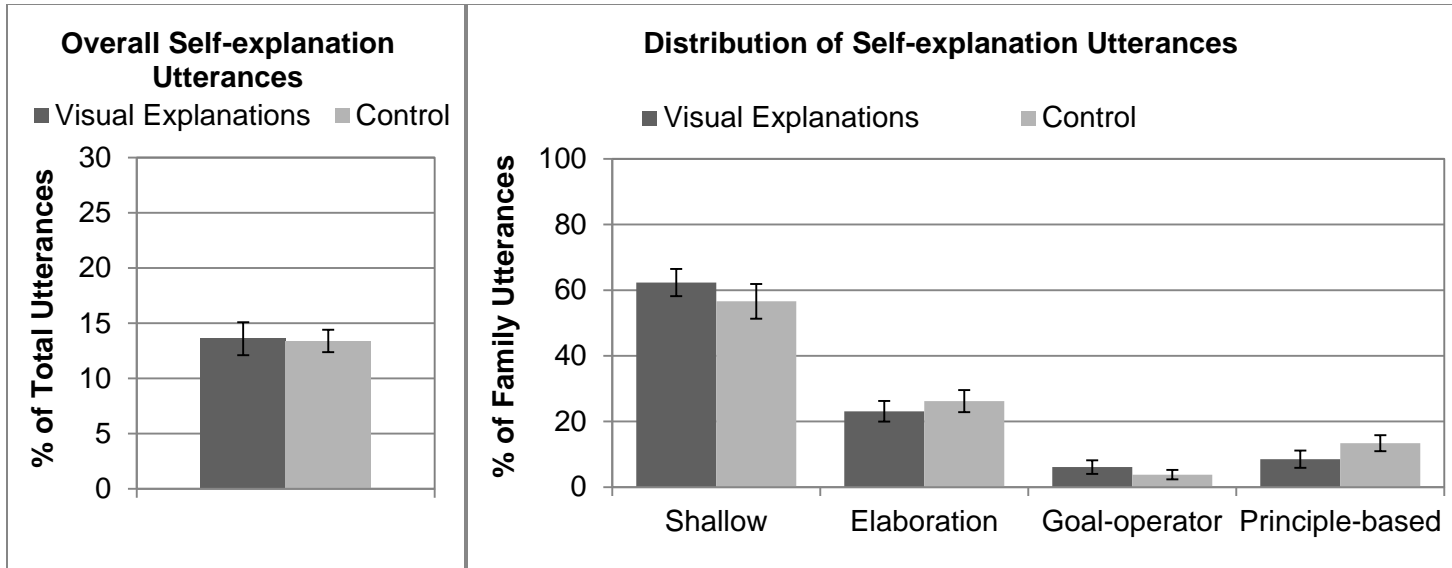 Overall Self-explanation
Utterances
Visual Explanations Control
% of Total Utterances
30
25
20
15
10
5
0
Distribution of Self-explanation Utterances
Visual Explanations Control
% of Family Utterances
100
80
60
40
20
0
Shallow Elaboration Goal-operator Principle-based